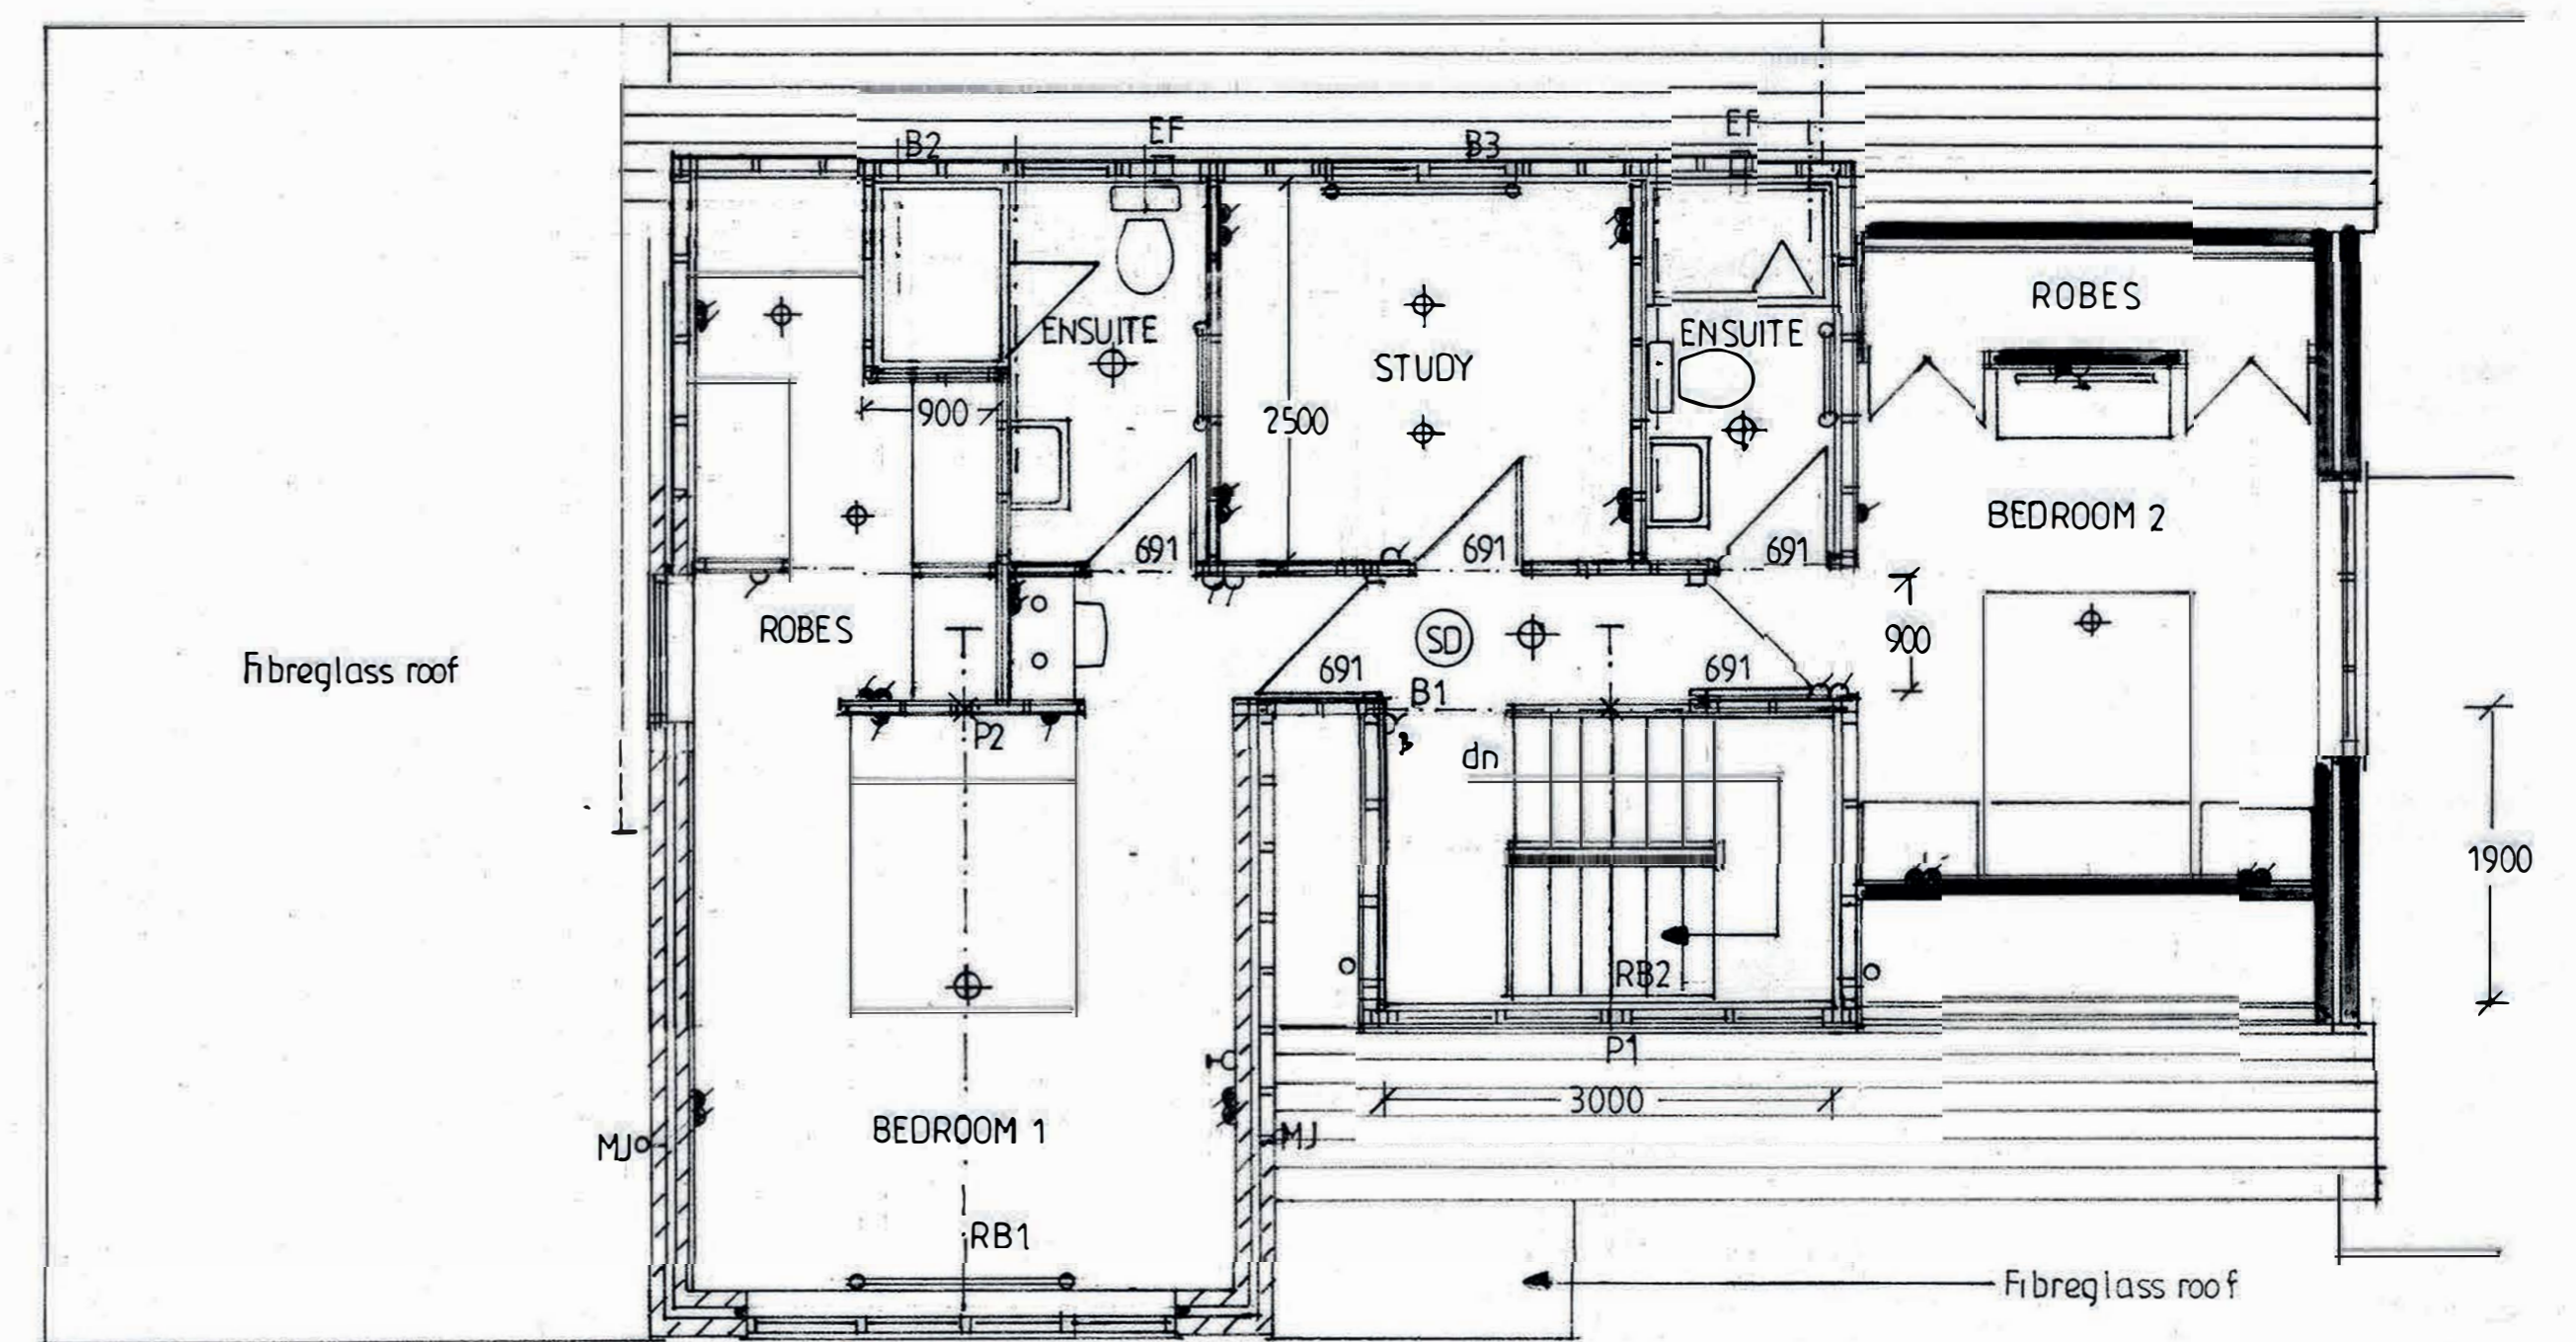 B2
EF
B3
EF
ENSUITE
ENSUITE
ROBES
STUDY
900
2500
BEDROOM 2
691
691
691
ROBES
SD
900
Fibreglass roof
691
691
B1
P2
dn
1900
RB2
P1
3000
BEDROOM 1
MJ
MJ
RB1
Fibreglass roof